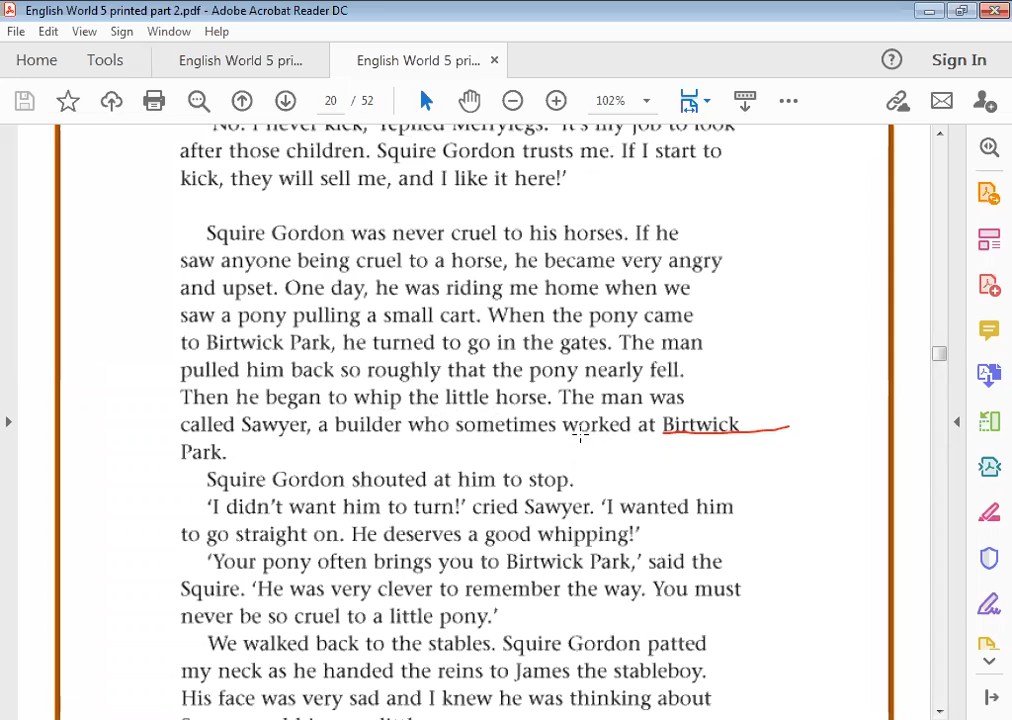 English World 5 printed part 2.pdf - Adobe Acrobat Reader DC
File Edit View Sign Window Help
Home Tools English World 5 pri... English World 5 pri... × Sign In
20 / 52 102%
'No. I never kick,' replied Merrylegs. 'It's my job to look
after those children. Squire Gordon trusts me. If I start to
kick, they will sell me, and I like it here!'
Squire Gordon was never cruel to his horses. If he
saw anyone being cruel to a horse, he became very angry
and upset. One day, he was riding me home when we
saw a pony pulling a small cart. When the pony came
to Birtwick Park, he turned to go in the gates. The man
pulled him back so roughly that the pony nearly fell.
Then he began to whip the little horse. The man was
called Sawyer, a builder who sometimes worked at Birtwick
Park.
Squire Gordon shouted at him to stop.
'I didn't want him to turn!' cried Sawyer. 'I wanted him
to go straight on. He deserves a good whipping!'
'Your pony often brings you to Birtwick Park,' said the
Squire. 'He was very clever to remember the way. You must
never be so cruel to a little pony.'
We walked back to the stables. Squire Gordon patted
my neck as he handed the reins to James the stableboy.
His face was very sad and I knew he was thinking about